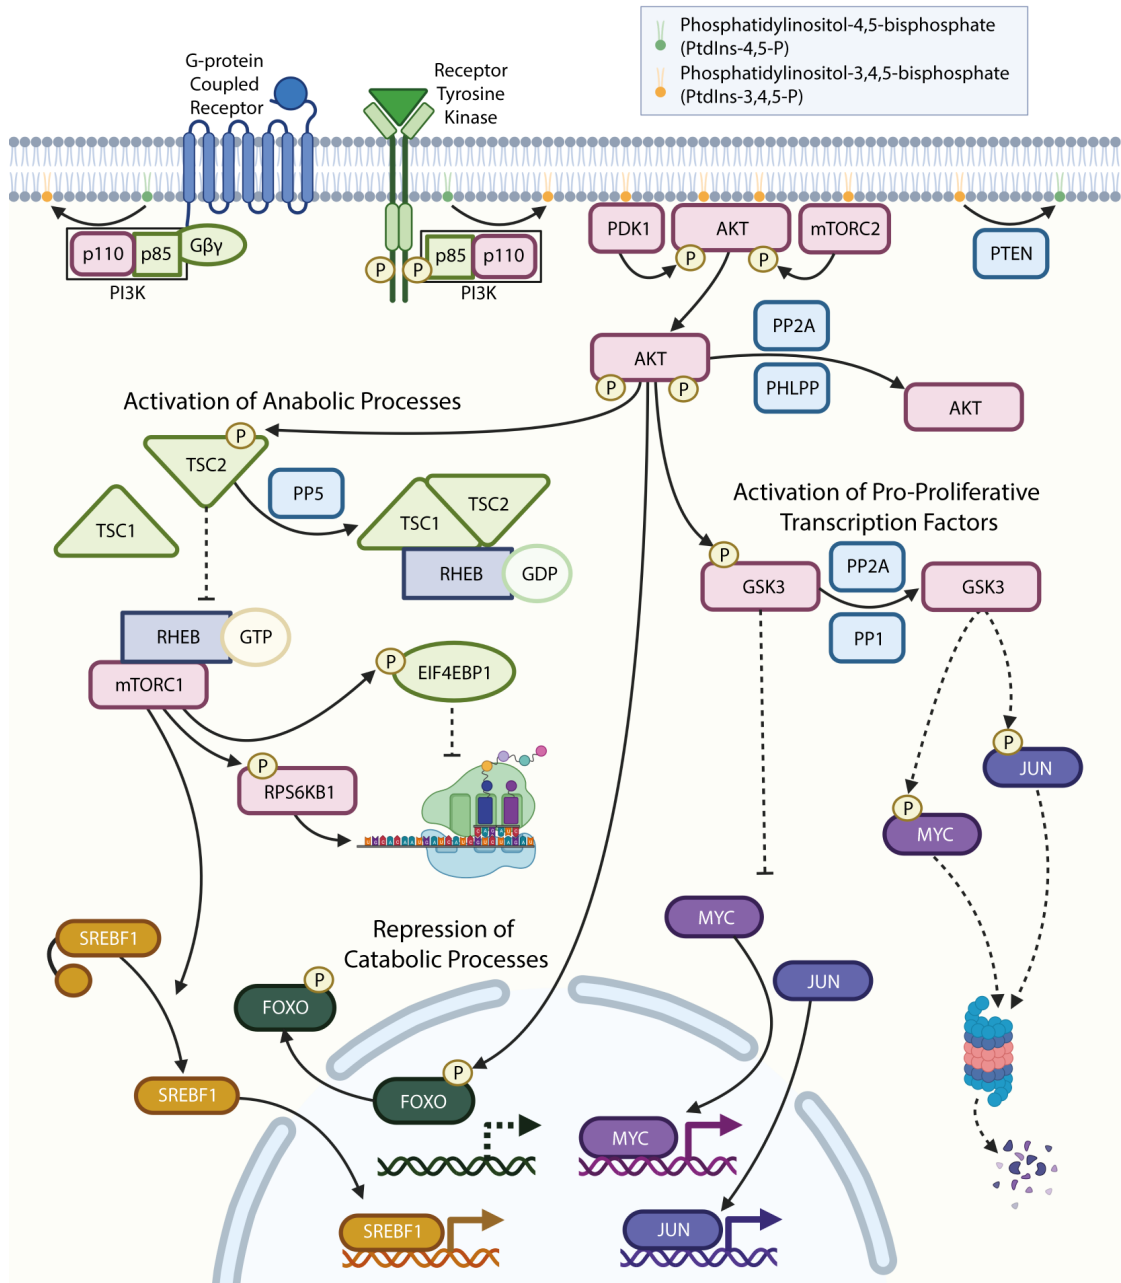 Phosphatidylinositol-4,5-bisphosphate
(PtdIns-4,5-P)
Phosphatidylinositol-3,4,5-bisphosphate
(PtdIns-3,4,5-P)
G-protein
Coupled
Receptor
Receptor
Tyrosine
Kinase
p110
p85
Gβγ
PI3K
P
P
p85
p110
PI3K
PDK1
AKT
mTORC2
P
P
PTEN
PP2A
AKT
P
P
PHLPP
AKT
Activation of Anabolic Processes
P
TSC2
PP5
TSC1
TSC1
TSC2
RHEB
GDP
Activation of Pro-Proliferative
Transcription Factors
P
GSK3
PP2A
PP1
GSK3
RHEB
GTP
mTORC1
P
EIF4EBP1
P
RPS6KB1
P
JUN
P
MYC
SREBF1
Repression of
Catabolic Processes
MYC
JUN
P
FOXO
P
FOXO
SREBF1
MYC
SREBF1
JUN